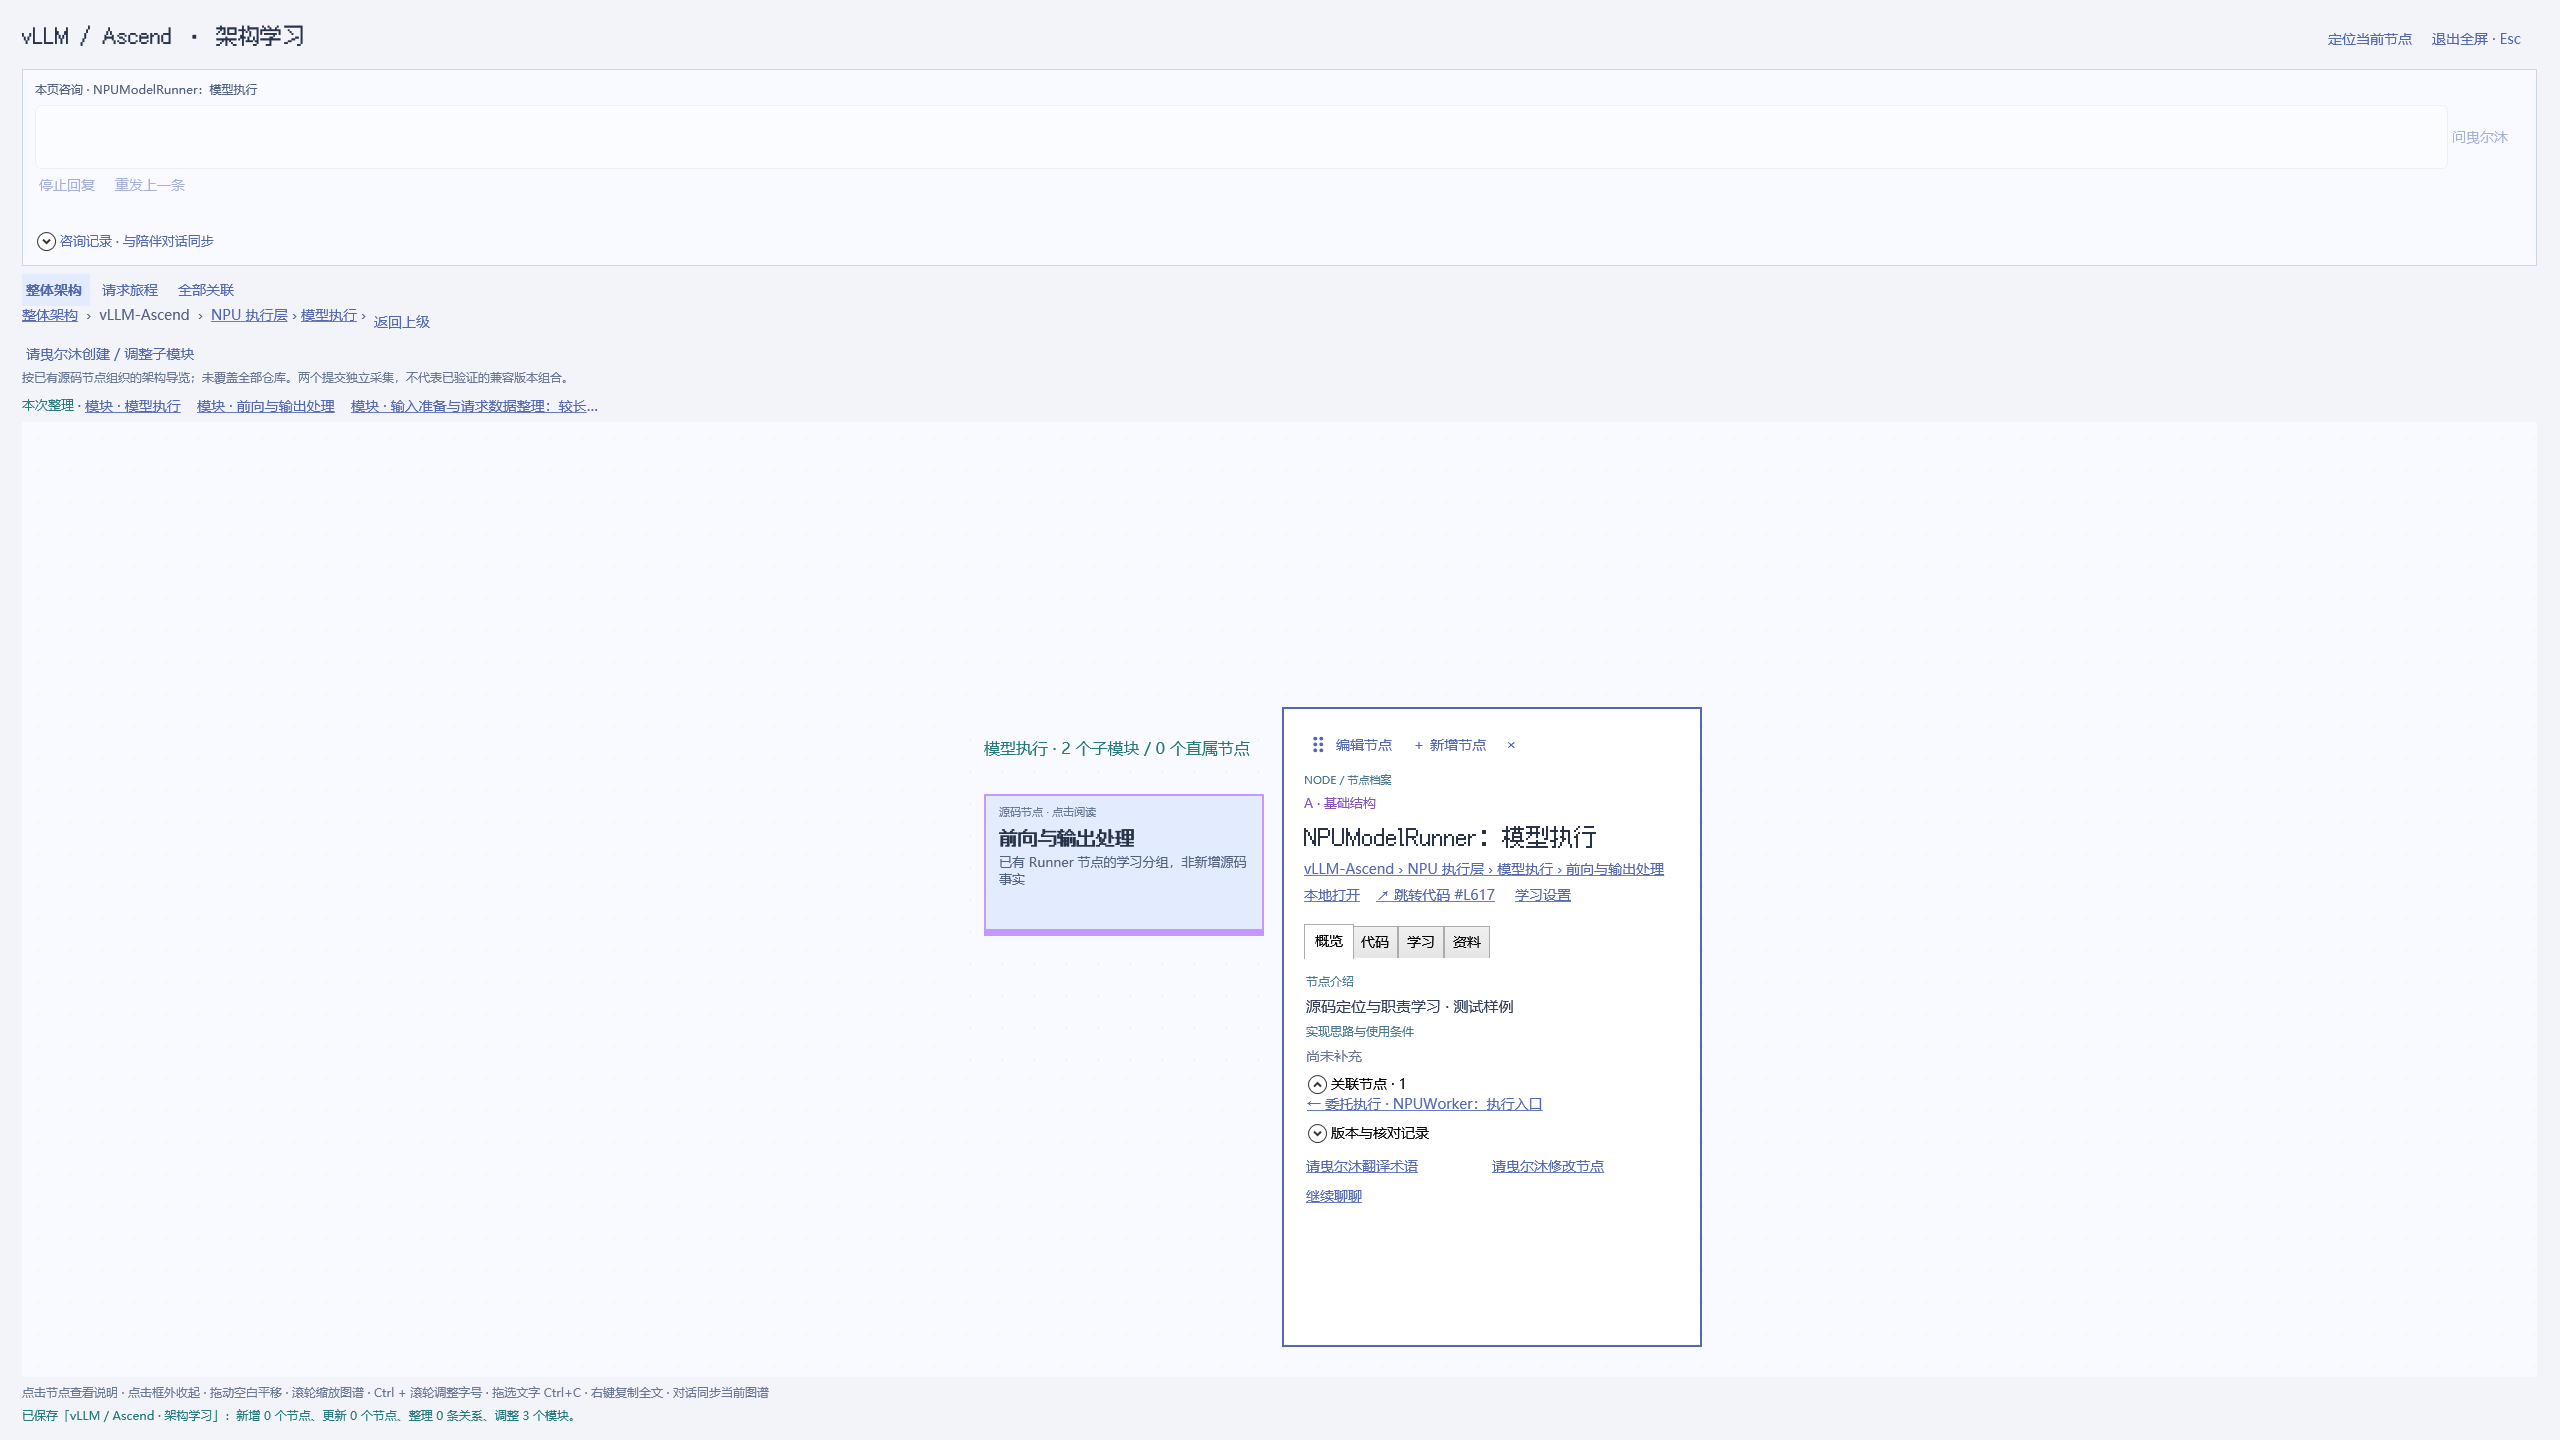 vLLM / Ascend · 架构学习
定位当前节点 退出全屏 · Esc
本页咨询 · NPUModelRunner：模型执行
问曳尔沐
停止回复 重发上一条
咨询记录 · 与陪伴对话同步
整体架构 请求旅程 全部关联
整体架构 › vLLM-Ascend › NPU 执行层 › 模型执行 › 返回上级
请曳尔沐创建 / 调整子模块
按已有源码节点组织的架构导览；未覆盖全部仓库。两个提交独立采集，不代表已验证的兼容版本组合。
本次整理 · 模块 · 模型执行 模块 · 前向与输出处理 模块 · 输入准备与请求数据整理：较长...
模型执行 · 2 个子模块 / 0 个直属节点
源码节点 · 点击阅读
前向与输出处理
已有 Runner 节点的学习分组，非新增源码
事实
编辑节点 + 新增节点 ×
NODE / 节点档案
A · 基础结构
NPUModelRunner：模型执行
vLLM-Ascend › NPU 执行层 › 模型执行 › 前向与输出处理
本地打开 ↗ 跳转代码 #L617 学习设置
概览 代码 学习 资料
节点介绍
源码定位与职责学习 · 测试样例
实现思路与使用条件
尚未补充
关联节点 · 1
← 委托执行 · NPUWorker：执行入口
版本与核对记录
请曳尔沐翻译术语 请曳尔沐修改节点
继续聊聊
点击节点查看说明 · 点击框外收起 · 拖动空白平移 · 滚轮缩放图谱 · Ctrl + 滚轮调整字号 · 拖选文字 Ctrl+C · 右键复制全文 · 对话同步当前图谱
已保存「vLLM / Ascend · 架构学习」：新增 0 个节点、更新 0 个节点、整理 0 条关系、调整 3 个模块。